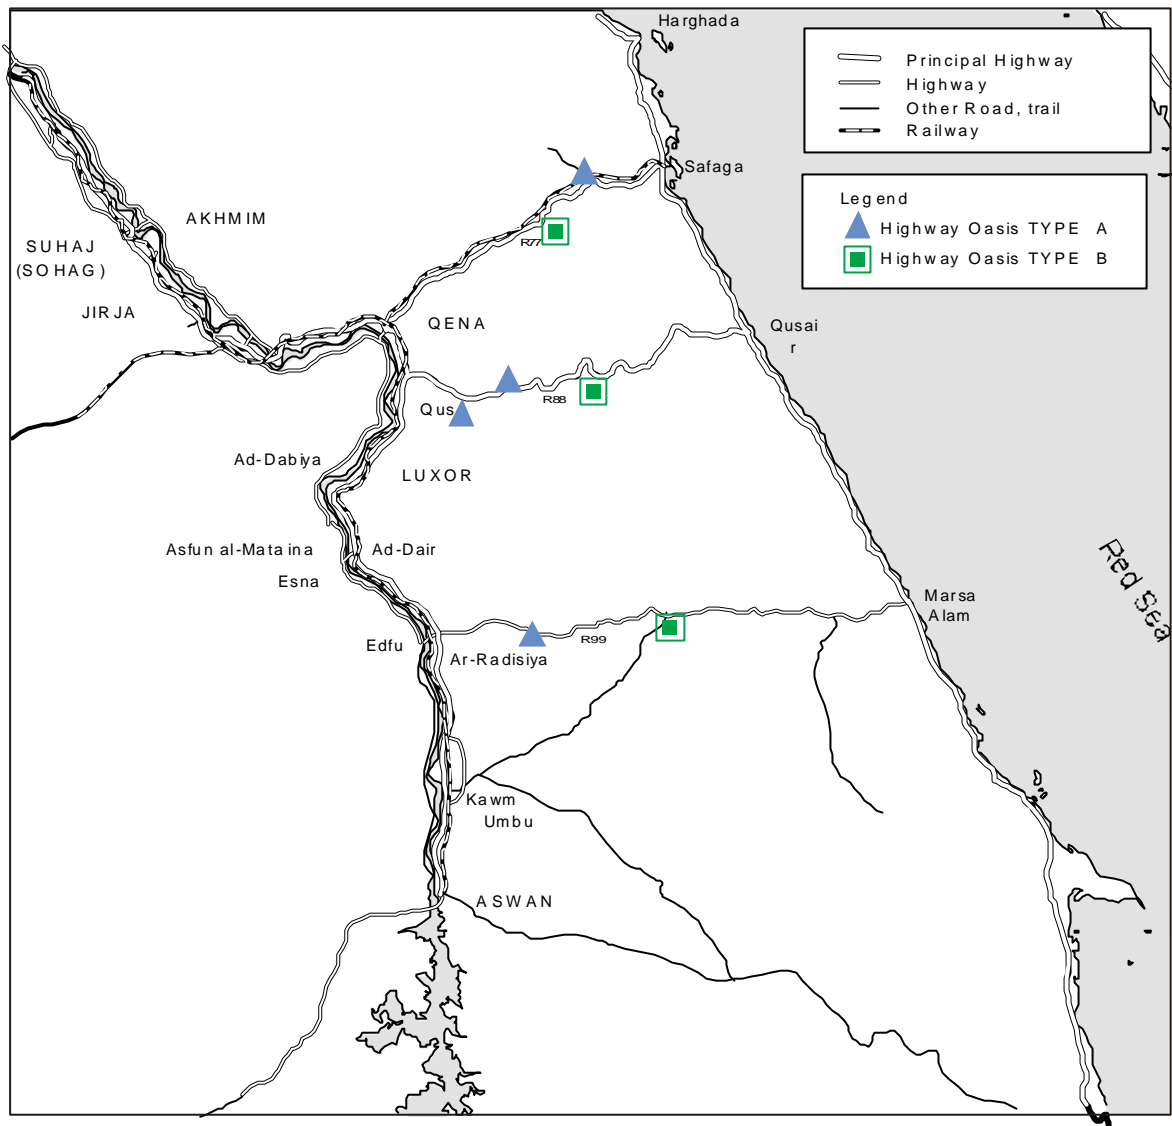 Harghada
Principal Highway
Highway
Other Road, trail
Railway
Safaga
Legend
Highway Oasis TYPE A
Highway Oasis TYPE B
AKHMIM
SUHAJ
(SOHAG)
R77
JIRJA
QENA
Qusai
r
R88
Qus
Ad-Dabiya
LUXOR
Asfun al-Mataina
Ad-Dair
Esna
Red Sea
Marsa
Alam
Edfu
R99
Ar-Radisiya
Kawm
Umbu
ASWAN